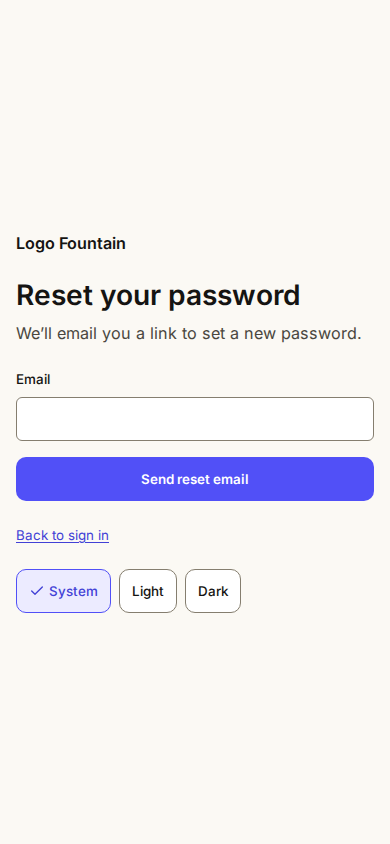 Logo Fountain
Reset your password
We’ll email you a link to set a new password.
Email
Send reset email
Back to sign in
System
Light
Dark